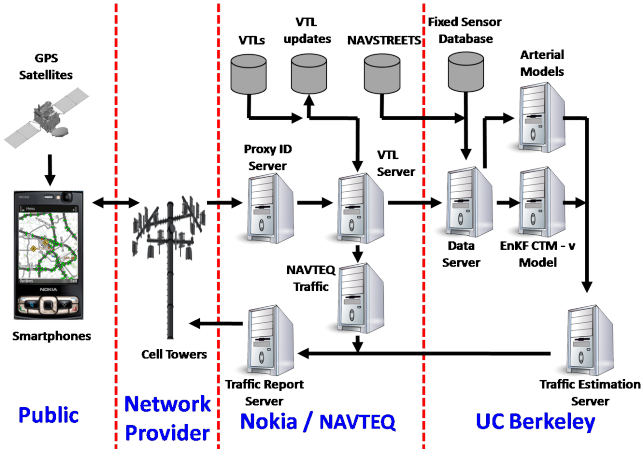 GPS
Satellites
VTLs
VTL
updates
NAVSTREETS
Fixed Sensor
Database
Arterial
Models
Proxy ID
Server
VTL
Server
Data
Server
EnKF CTM - v
Model
NAVTEQ
Traffic
NOKIA
Smartphones
Cell Towers
Traffic Report
Server
Traffic Estimation
Server
Public
Network
Provider
Nokia / NAVTEQ
UC Berkeley